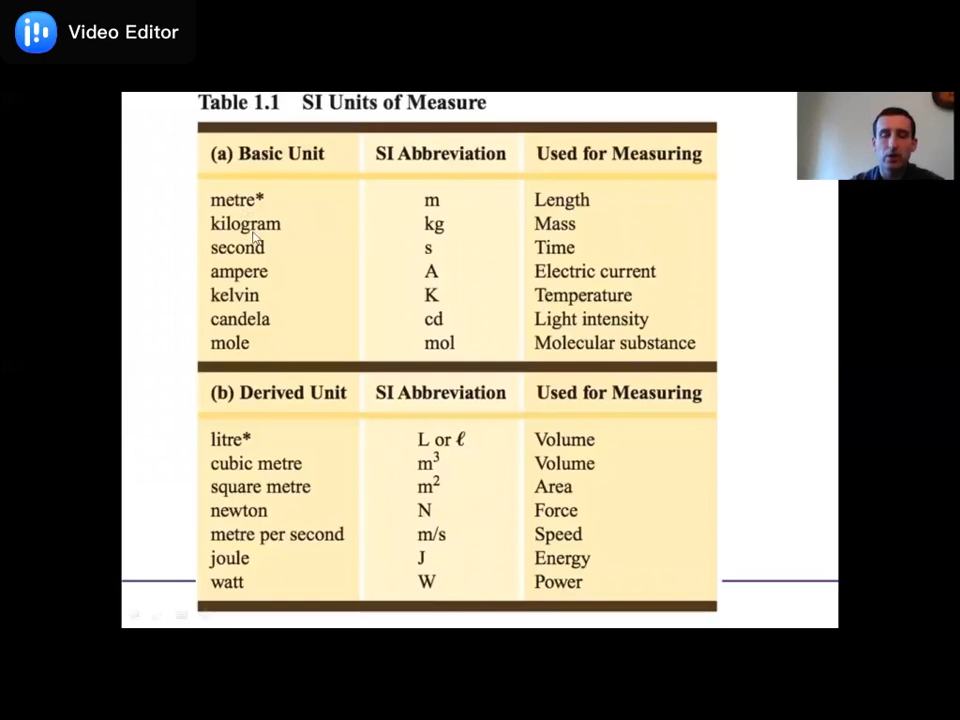 Video Editor
Table 1.1 SI Units of Measure
(a) Basic Unit SI Abbreviation Used for Measuring
metre* m Length
kilogram kg Mass
second s Time
ampere A Electric current
kelvin K Temperature
candela cd Light intensity
mole mol Molecular substance
(b) Derived Unit SI Abbreviation Used for Measuring
litre* L or ℓ Volume
cubic metre m³ Volume
square metre m² Area
newton N Force
metre per second m/s Speed
joule J Energy
watt W Power